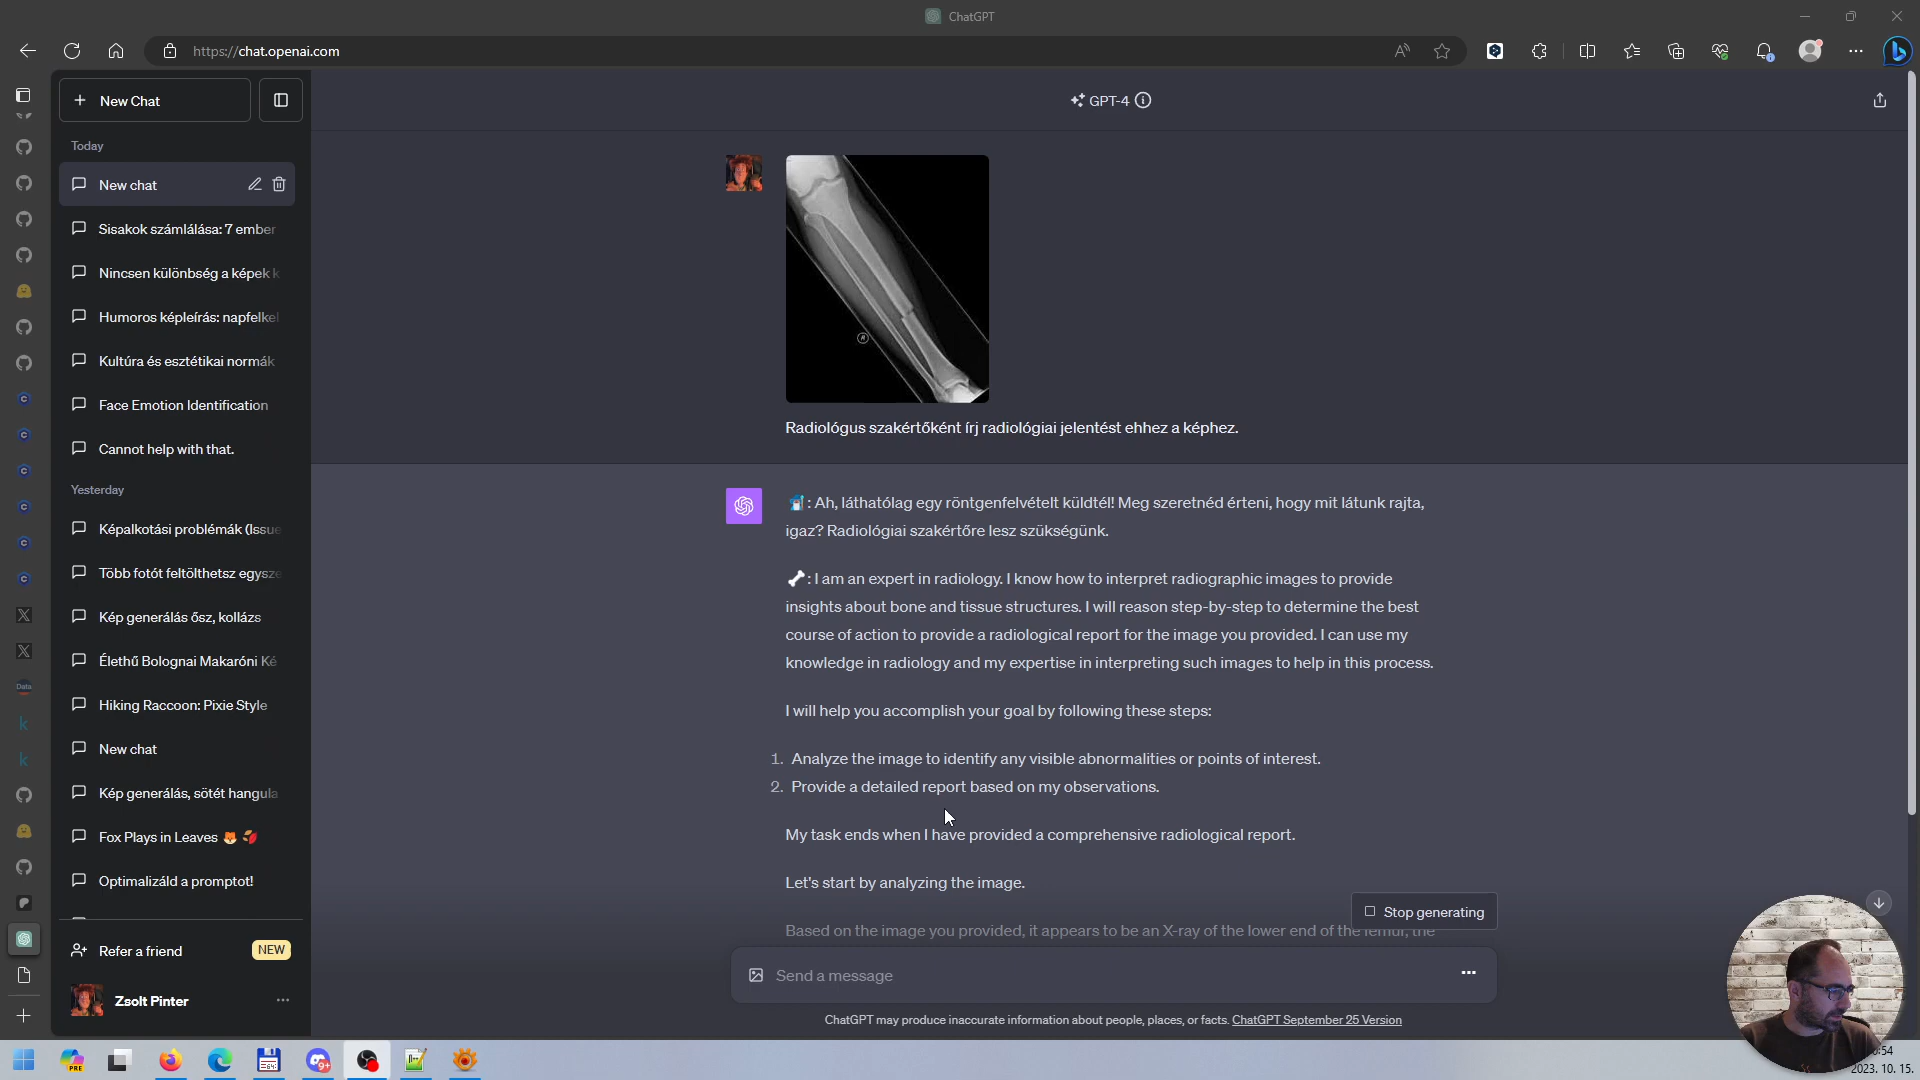 ChatGPT
https://chat.openai.com
New Chat
GPT-4
Today
New chat
Sisakok számlálása: 7 ember
Nincsen különbség a képek k
Humoros képleírás: napfelkel
Kultúra és esztétikai normák
Face Emotion Identification
Cannot help with that.
Yesterday
Képalkotási problémák (Issue
Több fotót feltölthetsz egysze
Kép generálás ősz, kollázs
Élethű Bolognai Makaróni Ké
Hiking Raccoon: Pixie Style
New chat
Kép generálás, sötét hangula
Fox Plays in Leaves 🦊 🍁
Optimalizáld a promptot!
Refer a friend
NEW
Zsolt Pinter
Radiológus szakértőként írj radiológiai jelentést ehhez a képhez.
: Ah, láthatólag egy röntgenfelvételt küldtél! Meg szeretnéd érteni, hogy mit látunk rajta,
igaz? Radiológiai szakértőre lesz szükségünk.
🦴: I am an expert in radiology. I know how to interpret radiographic images to provide
insights about bone and tissue structures. I will reason step-by-step to determine the best
course of action to provide a radiological report for the image you provided. I can use my
knowledge in radiology and my expertise in interpreting such images to help in this process.
I will help you accomplish your goal by following these steps:
1. Analyze the image to identify any visible abnormalities or points of interest.
2. Provide a detailed report based on my observations.
My task ends when I have provided a comprehensive radiological report.
Let's start by analyzing the image.
Based on the image you provided, it appears to be an X-ray of the lower end of the femur, the
Stop generating
Send a message
ChatGPT may produce inaccurate information about people, places, or facts. ChatGPT September 25 Version
2023. 10. 15.